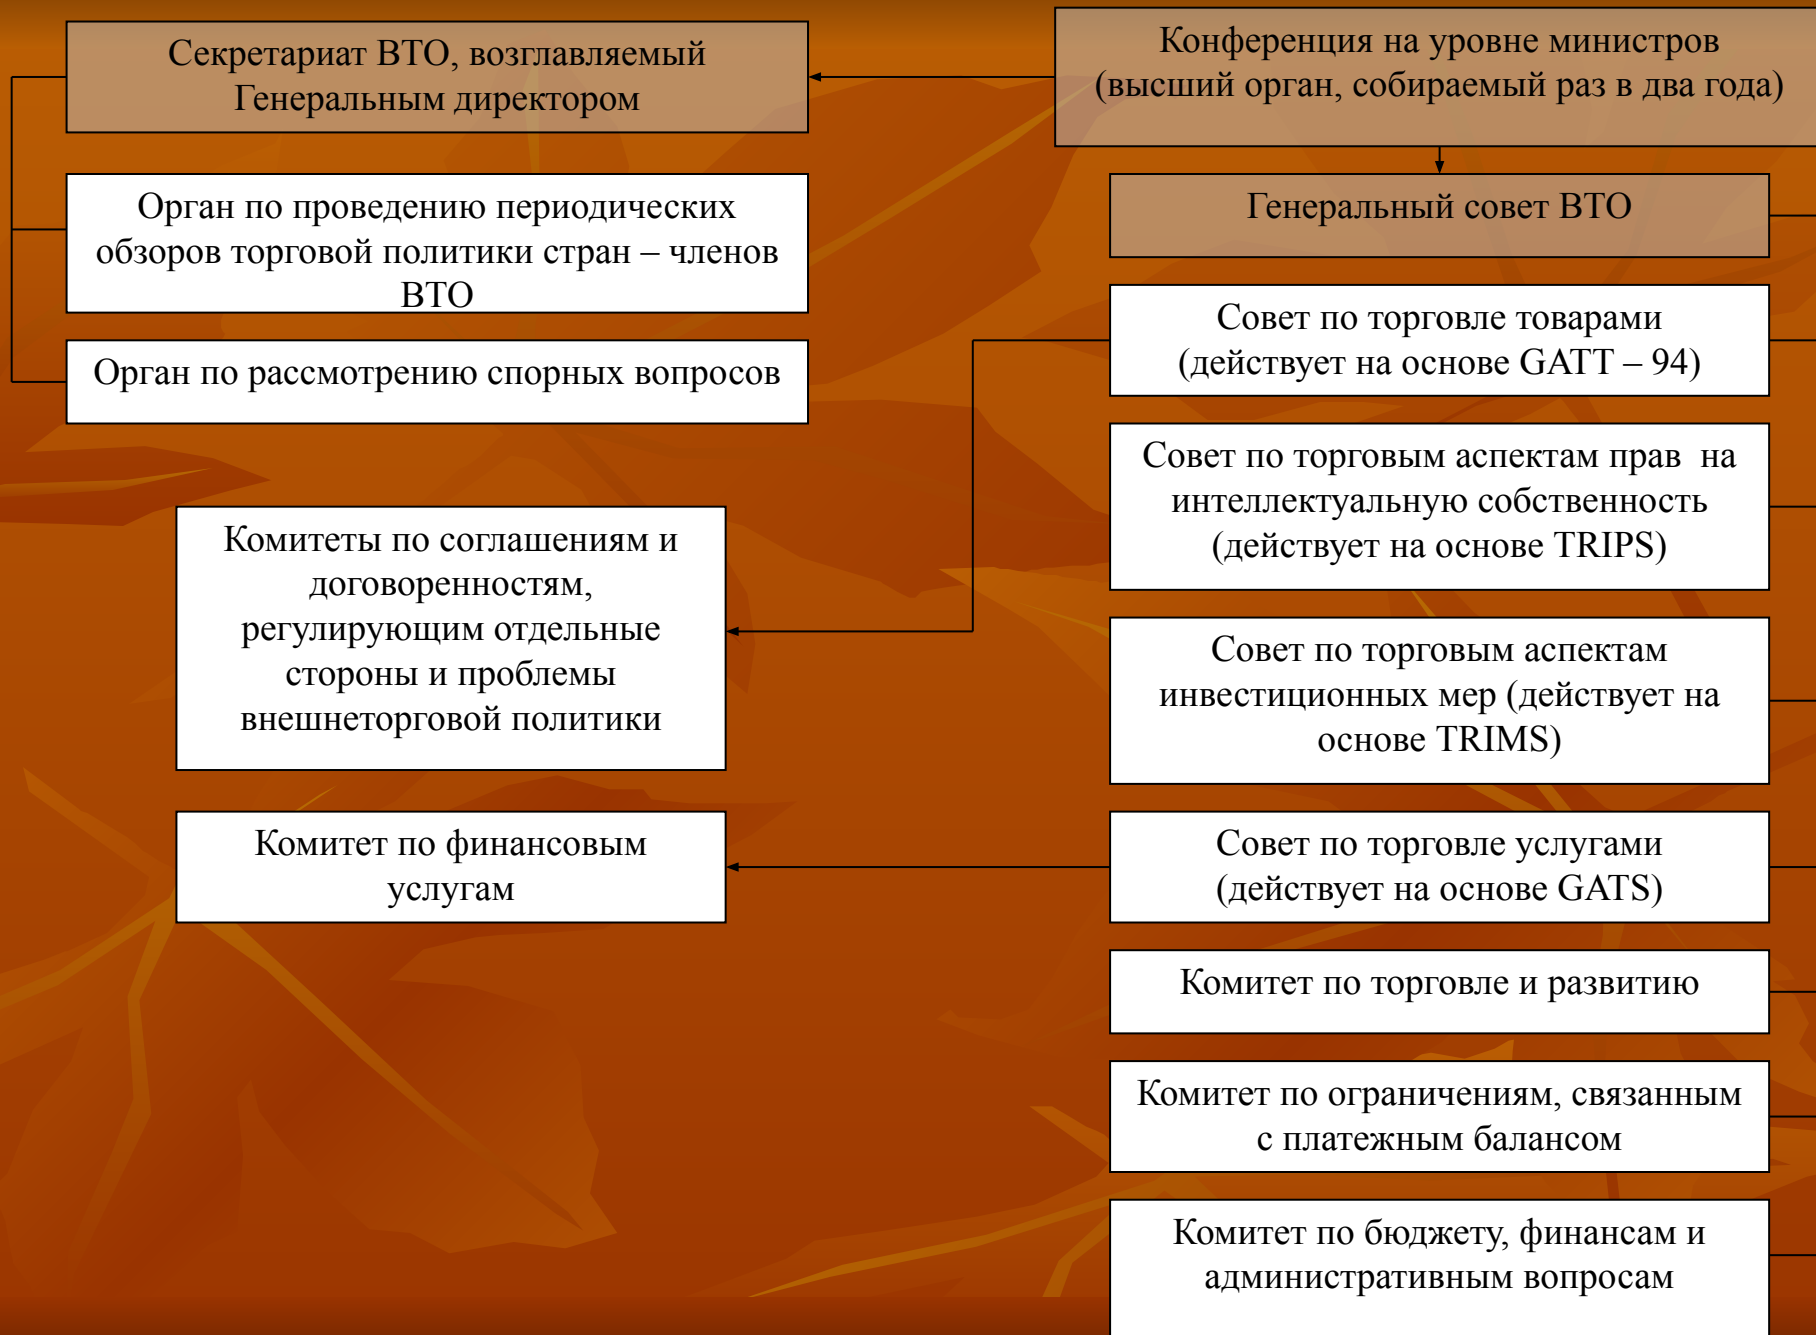 Секретариат ВТО, возглавляемый
Генеральным директором
Конференция на уровне министров
(высший орган, собираемый раз в два года)
Орган по проведению периодических
обзоров торговой политики стран – членов
ВТО
Генеральный совет ВТО
Орган по рассмотрению спорных вопросов
Совет по торговле товарами
(действует на основе GATT – 94)
Совет по торговым аспектам прав на
интеллектуальную собственность
(действует на основе TRIPS)
Комитеты по соглашениям и
договоренностям,
регулирующим отдельные
стороны и проблемы
внешнеторговой политики
Совет по торговым аспектам
инвестиционных мер (действует на
основе TRIMS)
Комитет по финансовым
услугам
Совет по торговле услугами
(действует на основе GATS)
Комитет по торговле и развитию
Комитет по ограничениям, связанным
с платежным балансом
Комитет по бюджету, финансам и
административным вопросам